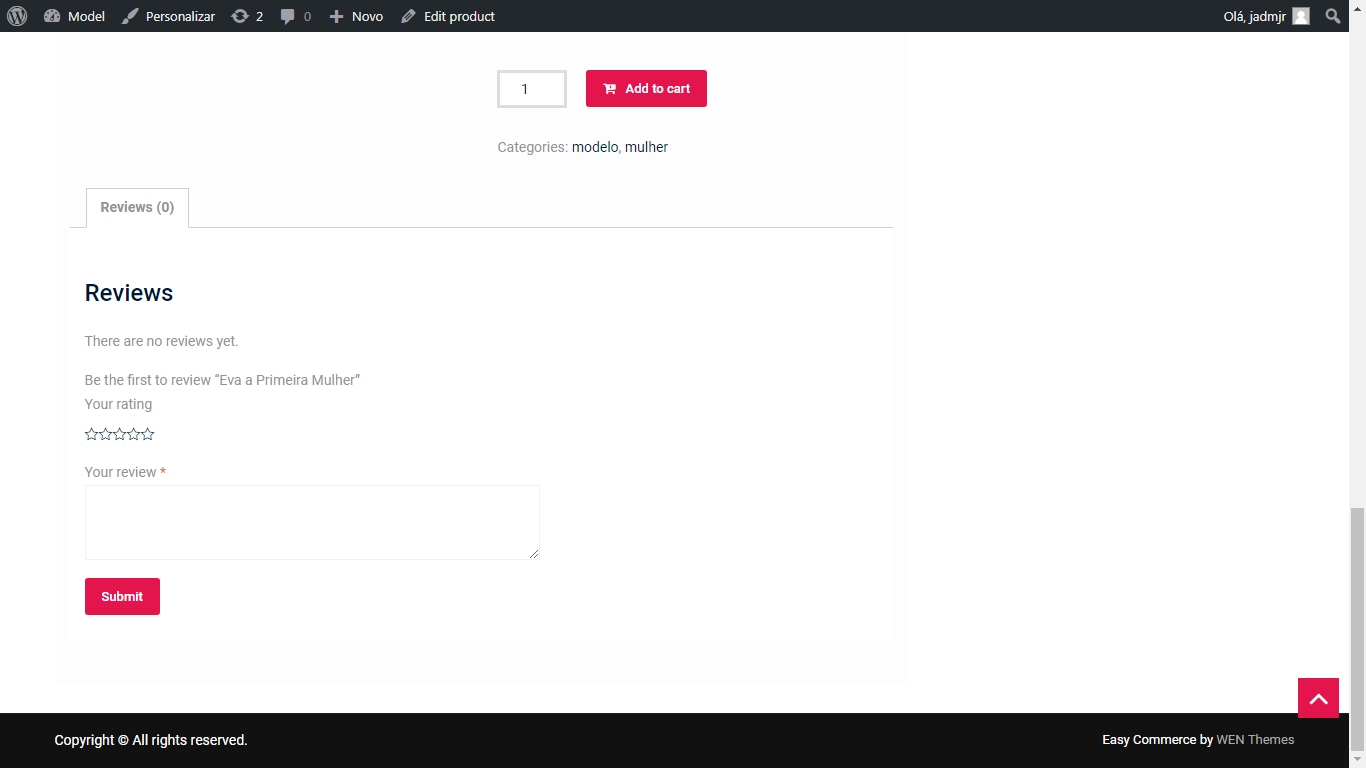 Model Personalizar 2 0 Novo Edit product Olá, jadmjr
1 Add to cart
Categories: modelo, mulher
Reviews (0)
Reviews
There are no reviews yet.
Be the first to review “Eva a Primeira Mulher”
Your rating
Your review *
Submit
Copyright © All rights reserved. Easy Commerce by WEN Themes